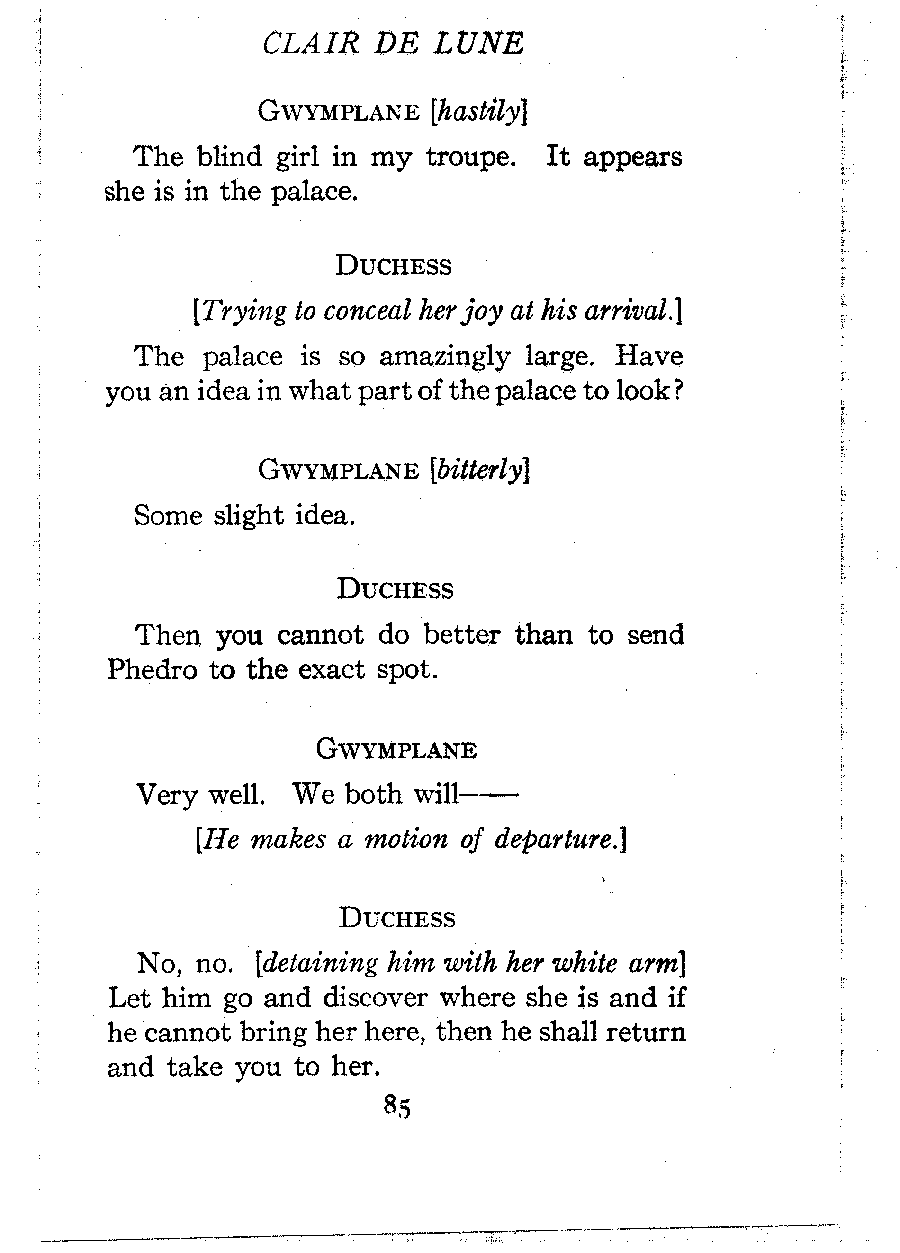 CLAIR DE LUNE
GWYMPLANE [hastily]
The blind girl in my troupe. It appears
she is in the palace.
DUCHESS
[Trying to conceal her joy at his arrival.]
The palace is so amazingly large. Have
you an idea in what part of the palace to look?
GWYMPLANE [bitterly]
Some slight idea.
DUCHESS
Then you cannot do better than to send
Phedro to the exact spot.
GWYMPLANE
Very well. We both will——
[He makes a motion of departure.]
DUCHESS
No, no. [detaining him with her white arm]
Let him go and discover where she is and if
he cannot bring her here, then he shall return
and take you to her.
85